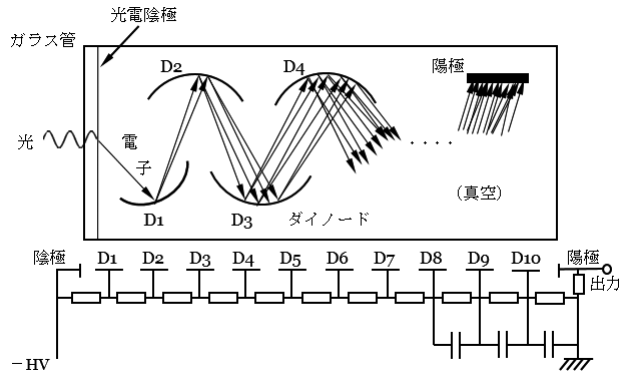 光電陰極
ガラス管
D2
D4
陽極
光
電
子
D1
D3
ダイノード
(真空)
陰極 D1 D2 D3 D4 D5 D6 D7 D8 D9 D10 陽極
出力
－HV